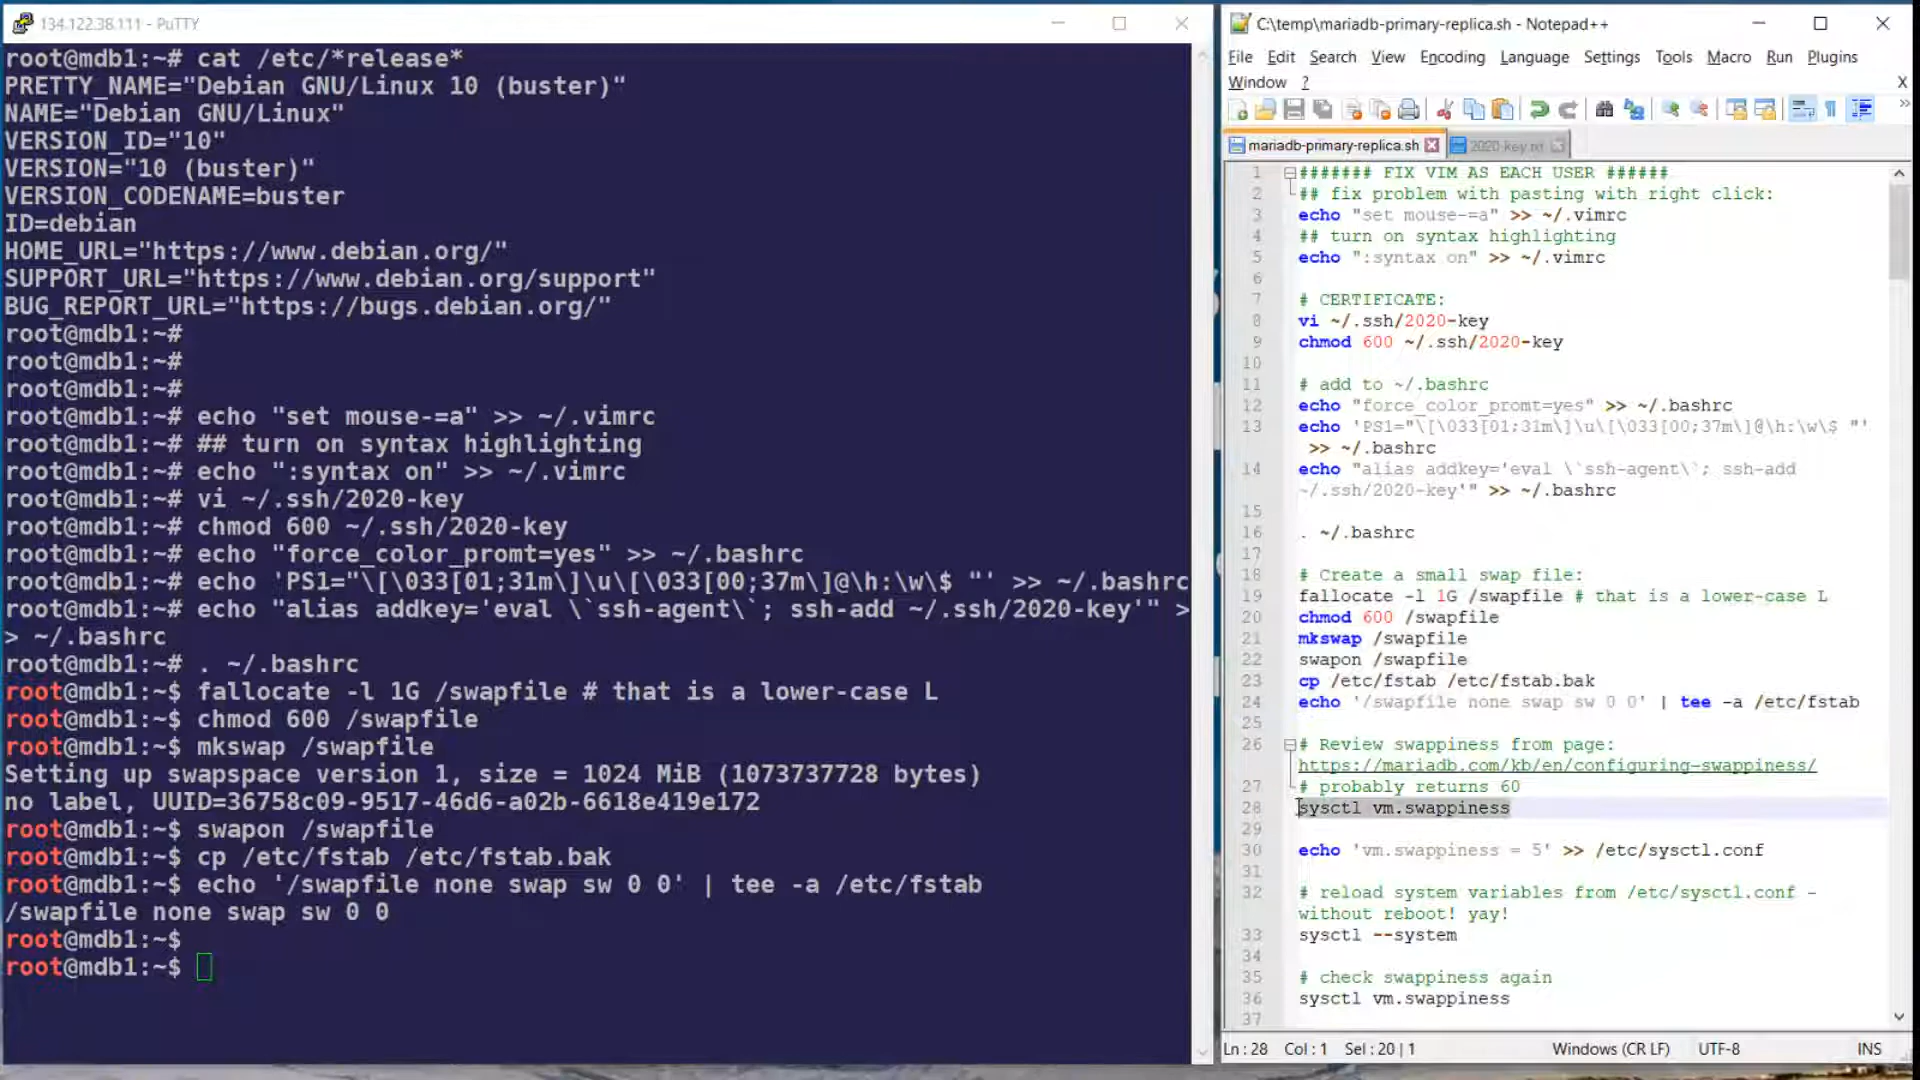 134.122.38.111 - PuTTY
root@mdb1:~# cat /etc/*release*
PRETTY_NAME="Debian GNU/Linux 10 (buster)"
NAME="Debian GNU/Linux"
VERSION_ID="10"
VERSION="10 (buster)"
VERSION_CODENAME=buster
ID=debian
HOME_URL="https://www.debian.org/"
SUPPORT_URL="https://www.debian.org/support"
BUG_REPORT_URL="https://bugs.debian.org/"
root@mdb1:~#
root@mdb1:~#
root@mdb1:~#
root@mdb1:~# echo "set mouse-=a" >> ~/.vimrc
root@mdb1:~# ## turn on syntax highlighting
root@mdb1:~# echo ":syntax on" >> ~/.vimrc
root@mdb1:~# vi ~/.ssh/2020-key
root@mdb1:~# chmod 600 ~/.ssh/2020-key
root@mdb1:~# echo "force_color_promt=yes" >> ~/.bashrc
root@mdb1:~# echo 'PS1="\[\033[01;31m\]\u\[\033[00;37m\]@\h:\w\$ "' >> ~/.bashrc
root@mdb1:~# echo "alias addkey='eval \`ssh-agent\`; ssh-add ~/.ssh/2020-key'" >
> ~/.bashrc
root@mdb1:~# . ~/.bashrc
root@mdb1:~$ fallocate -l 1G /swapfile # that is a lower-case L
root@mdb1:~$ chmod 600 /swapfile
root@mdb1:~$ mkswap /swapfile
Setting up swapspace version 1, size = 1024 MiB (1073737728 bytes)
no label, UUID=36758c09-9517-46d6-a02b-6618e419e172
root@mdb1:~$ swapon /swapfile
root@mdb1:~$ cp /etc/fstab /etc/fstab.bak
root@mdb1:~$ echo '/swapfile none swap sw 0 0' | tee -a /etc/fstab
/swapfile none swap sw 0 0
root@mdb1:~$
root@mdb1:~$
C:\temp\mariadb-primary-replica.sh - Notepad++
File Edit Search View Encoding Language Settings Tools Macro Run Plugins
Window ? X
mariadb-primary-replica.sh 2020-key.txt
1 ####### FIX VIM AS EACH USER ######
2 ## fix problem with pasting with right click:
3 echo "set mouse-=a" >> ~/.vimrc
4 ## turn on syntax highlighting
5 echo ":syntax on" >> ~/.vimrc
6
7 # CERTIFICATE:
8 vi ~/.ssh/2020-key
9 chmod 600 ~/.ssh/2020-key
10
11 # add to ~/.bashrc
12 echo "force_color_promt=yes" >> ~/.bashrc
13 echo 'PS1="\[\033[01;31m\]\u\[\033[00;37m\]@\h:\w\$ "'
>> ~/.bashrc
14 echo "alias addkey='eval \`ssh-agent\`; ssh-add
~/.ssh/2020-key'" >> ~/.bashrc
15
16 . ~/.bashrc
17
18 # Create a small swap file:
19 fallocate -l 1G /swapfile # that is a lower-case L
20 chmod 600 /swapfile
21 mkswap /swapfile
22 swapon /swapfile
23 cp /etc/fstab /etc/fstab.bak
24 echo '/swapfile none swap sw 0 0' | tee -a /etc/fstab
25
26 # Review swappiness from page:
https://mariadb.com/kb/en/configuring-swappiness/
27 # probably returns 60
28 sysctl vm.swappiness
29
30 echo 'vm.swappiness = 5' >> /etc/sysctl.conf
31
32 # reload system variables from /etc/sysctl.conf -
without reboot! yay!
33 sysctl --system
34
35 # check swappiness again
36 sysctl vm.swappiness
37
Ln : 28 Col : 1 Sel : 20 | 1 Windows (CR LF) UTF-8 INS